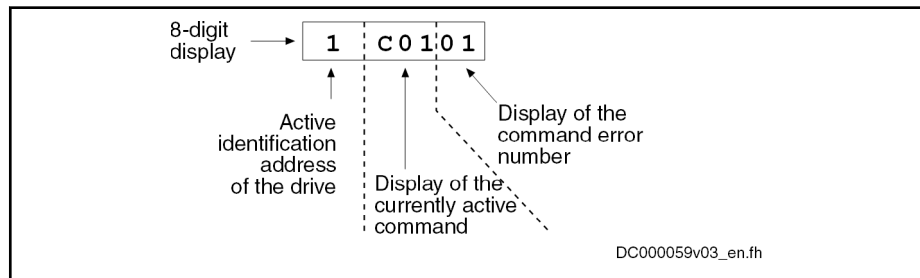 8-digit
display
1 C0101
Active
identification
address
of the drive
Display of the
currently active
command
Display of the
command error
number
DC000059v03_en.fh